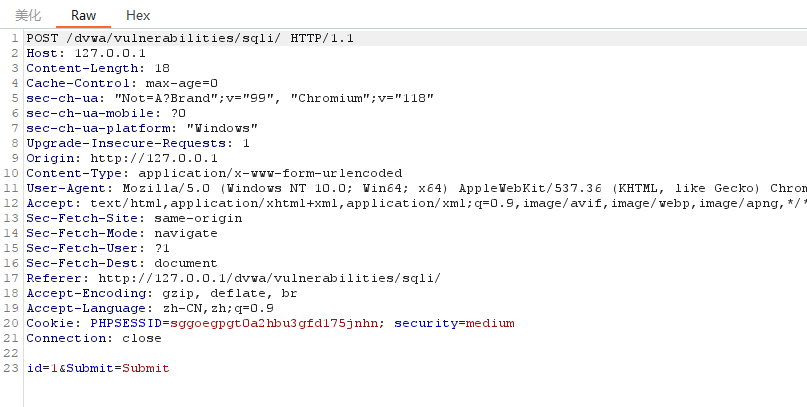 美化 Raw Hex
1 POST /dvwa/vulnerabilities/sqli/ HTTP/1.1
2 Host: 127.0.0.1
3 Content-Length: 18
4 Cache-Control: max-age=0
5 sec-ch-ua: "Not=A?Brand";v="99", "Chromium";v="118"
6 sec-ch-ua-mobile: ?0
7 sec-ch-ua-platform: "Windows"
8 Upgrade-Insecure-Requests: 1
9 Origin: http://127.0.0.1
10 Content-Type: application/x-www-form-urlencoded
11 User-Agent: Mozilla/5.0 (Windows NT 10.0; Win64; x64) AppleWebKit/537.36 (KHTML, like Gecko) Chrom
12 Accept: text/html,application/xhtml+xml,application/xml;q=0.9,image/avif,image/webp,image/apng,*/*
13 Sec-Fetch-Site: same-origin
14 Sec-Fetch-Mode: navigate
15 Sec-Fetch-User: ?1
16 Sec-Fetch-Dest: document
17 Referer: http://127.0.0.1/dvwa/vulnerabilities/sqli/
18 Accept-Encoding: gzip, deflate, br
19 Accept-Language: zh-CN,zh;q=0.9
20 Cookie: PHPSESSID=sggoegpgt0a2hbu3gfd175jnhn; security=medium
21 Connection: close
22
23 id=1&Submit=Submit